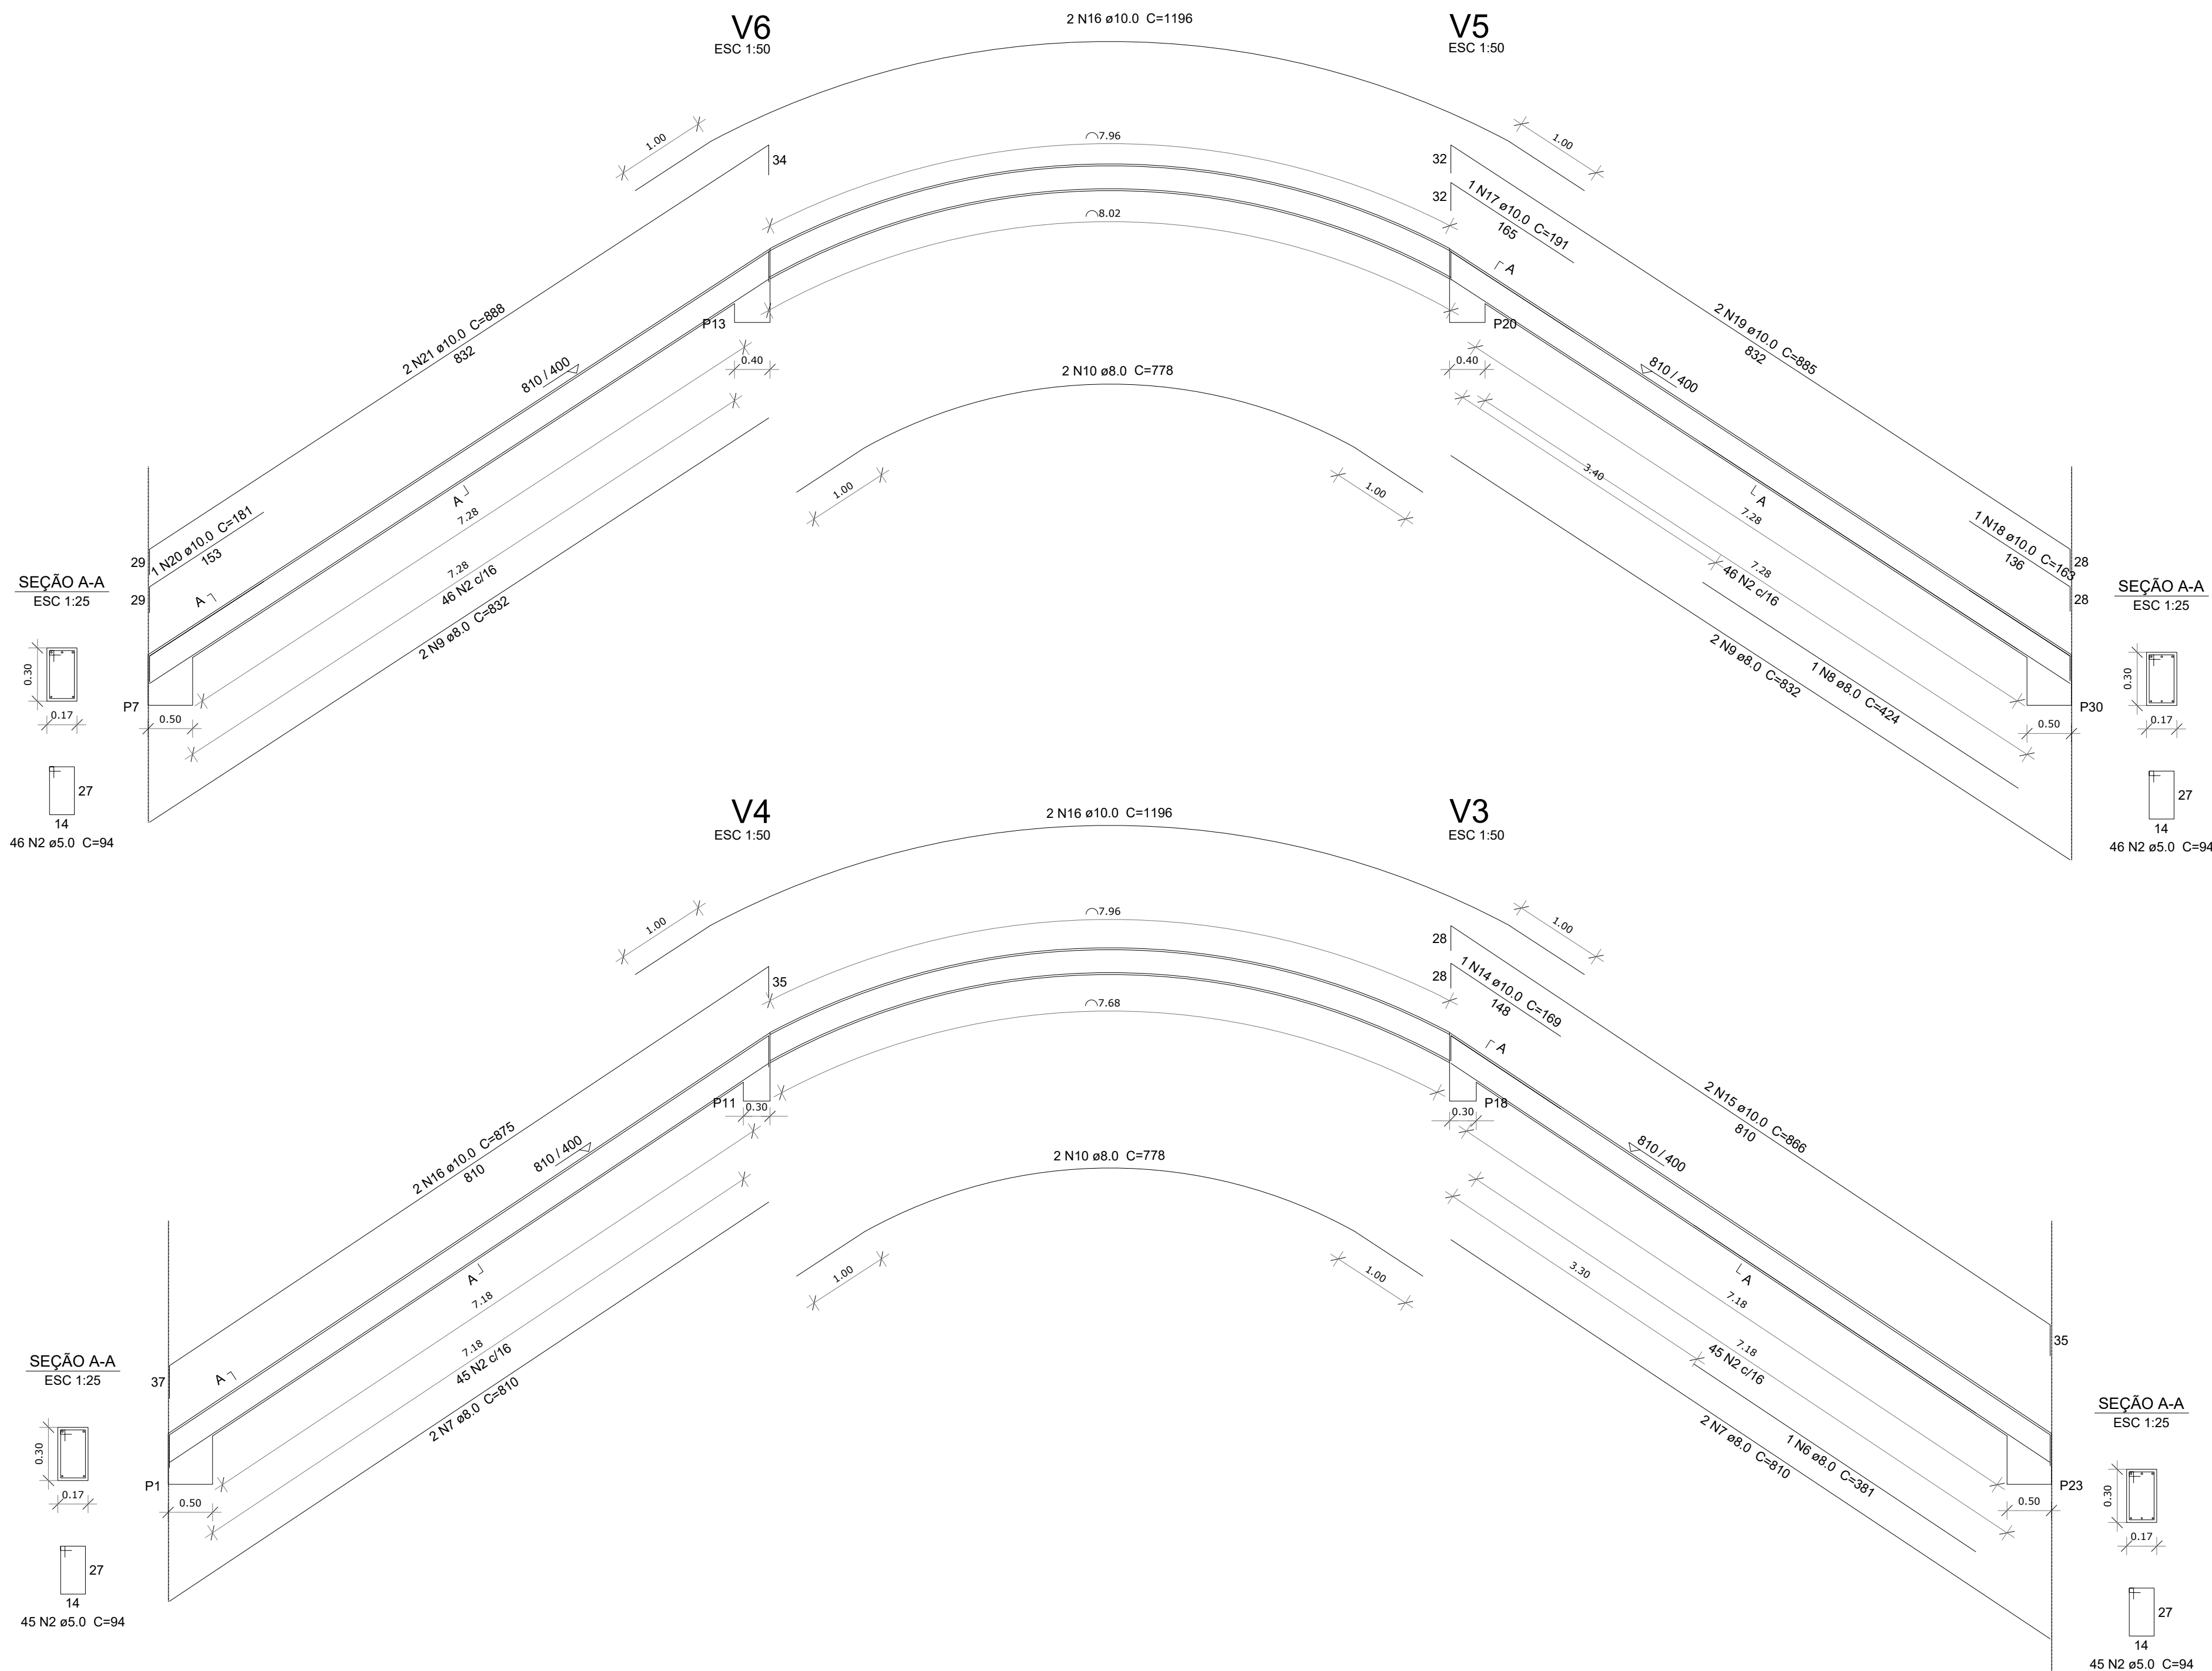 V6
ESC 1:50
2 N16 ø10.0 C=1196
V5
ESC 1:50
1.00
1.00
7.96
34
32
32
1 N17 ø10.0 C=191
165
8.02
A
2 N21 ø10.0 C=888
832
P13
P20
2 N19 ø10.0 C=885
832
0.40
0.40
810 / 400
2 N10 ø8.0 C=778
810 / 400
1.00
1.00
3.40
A
7.28
A
7.28
1 N20 ø10.0 C=181
153
29
29
7.28
46 N2 c/16
7.28
46 N2 c/16
1 N18 ø10.0 C=163
136
28
28
SEÇÃO A-A
ESC 1:25
A
2 N9 ø8.0 C=832
SEÇÃO A-A
ESC 1:25
0.30
0.17
2 N9 ø8.0 C=832
1 N8 ø8.0 C=424
0.30
0.17
P7
0.50
P30
0.50
27
14
46 N2 ø5.0 C=94
27
14
46 N2 ø5.0 C=94
V4
ESC 1:50
2 N16 ø10.0 C=1196
V3
ESC 1:50
1.00
1.00
7.96
35
28
28
1 N14 ø10.0 C=169
148
7.68
A
P11
0.30
0.30
P18
2 N16 ø10.0 C=875
810
2 N15 ø10.0 C=866
810
810 / 400
2 N10 ø8.0 C=778
810 / 400
1.00
1.00
3.30
A
7.18
A
7.18
7.18
45 N2 c/16
7.18
45 N2 c/16
37
35
SEÇÃO A-A
ESC 1:25
A
2 N7 ø8.0 C=810
2 N7 ø8.0 C=810
1 N6 ø8.0 C=381
SEÇÃO A-A
ESC 1:25
0.30
0.17
P1
0.50
P23
0.50
0.30
0.17
27
14
45 N2 ø5.0 C=94
27
14
45 N2 ø5.0 C=94